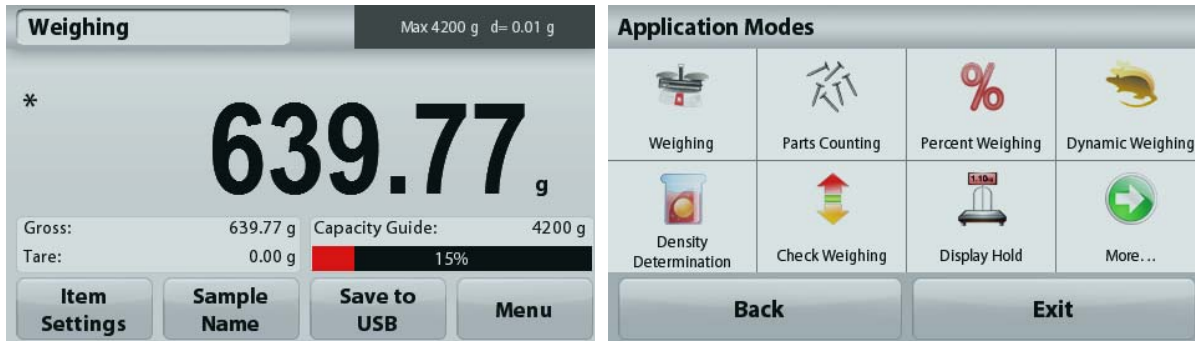 Weighing
Max 4200 g d= 0.01 g
*
639.77 g
Gross: 639.77 g
Tare: 0.00 g
Capacity Guide: 4200 g
15%
Item Settings
Sample Name
Save to USB
Menu
Application Modes
Weighing
Parts Counting
Percent Weighing
Dynamic Weighing
1.10
Density
Determination
Check Weighing
Display Hold
More...
Back
Exit